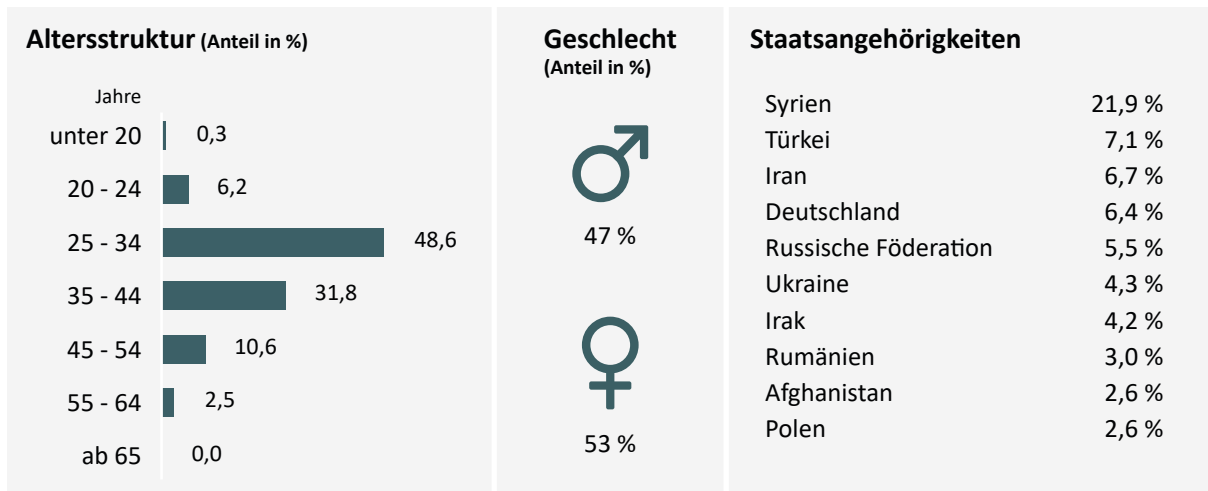 Altersstruktur (Anteil in %)
Jahre
unter 20 0,3
20 - 24 6,2
25 - 34 48,6
35 - 44 31,8
45 - 54 10,6
55 - 64 2,5
ab 65 0,0
Geschlecht
(Anteil in %)
47 %
53 %
Staatsangehörigkeiten
Syrien 21,9 %
Türkei 7,1 %
Iran 6,7 %
Deutschland 6,4 %
Russische Föderation 5,5 %
Ukraine 4,3 %
Irak 4,2 %
Rumänien 3,0 %
Afghanistan 2,6 %
Polen 2,6 %